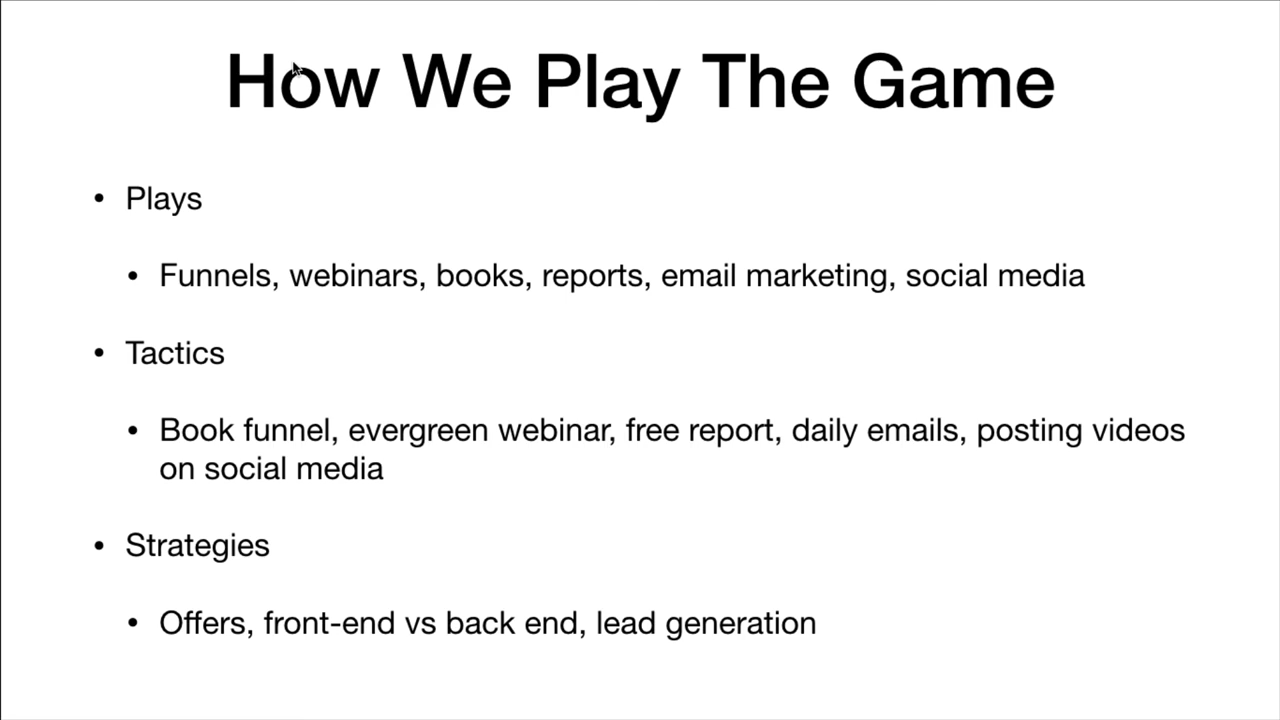 How We Play The Game
• Plays
• Funnels, webinars, books, reports, email marketing, social media
• Tactics
• Book funnel, evergreen webinar, free report, daily emails, posting videos
on social media
• Strategies
• Offers, front-end vs back end, lead generation